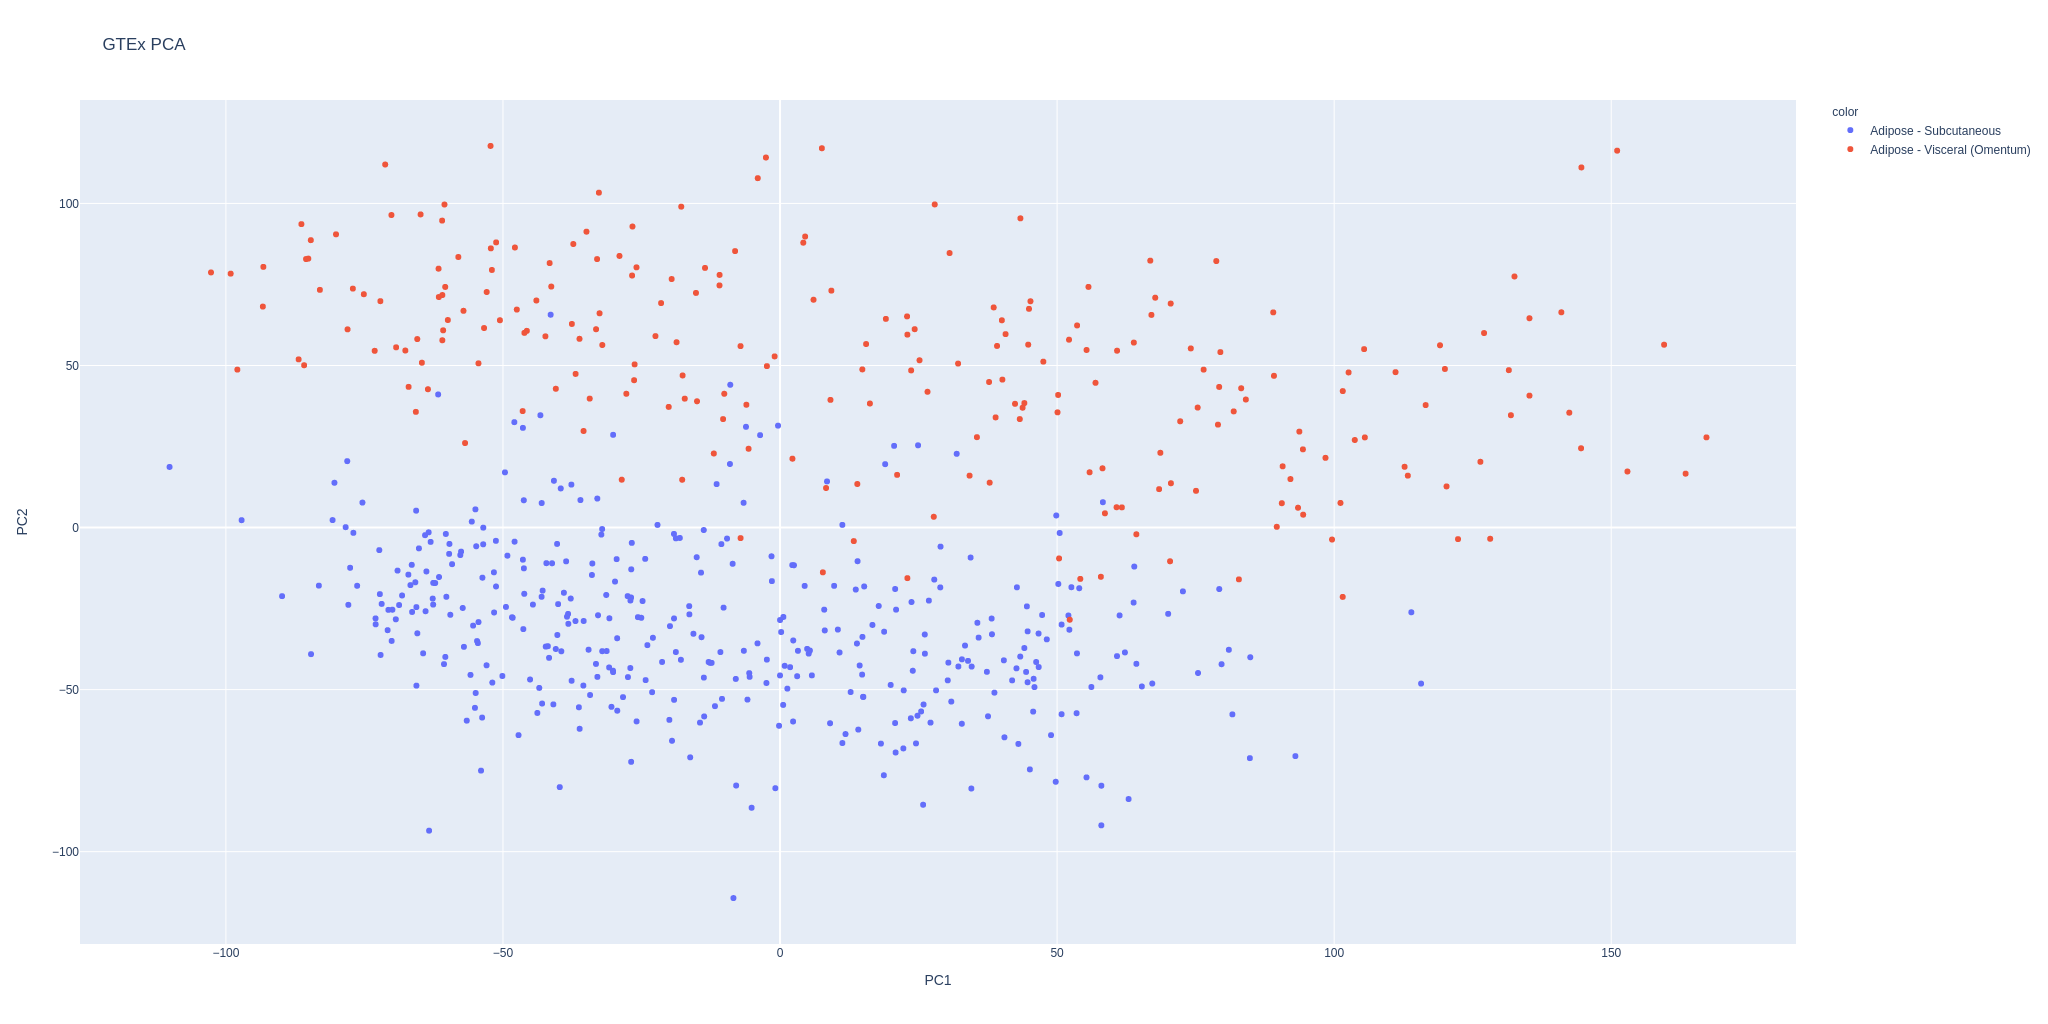 GTEx PCA
color
Adipose - Subcutaneous
Adipose - Visceral (Omentum)
100
50
0
−50
−100
PC2
−100
−50
0
50
100
150
PC1